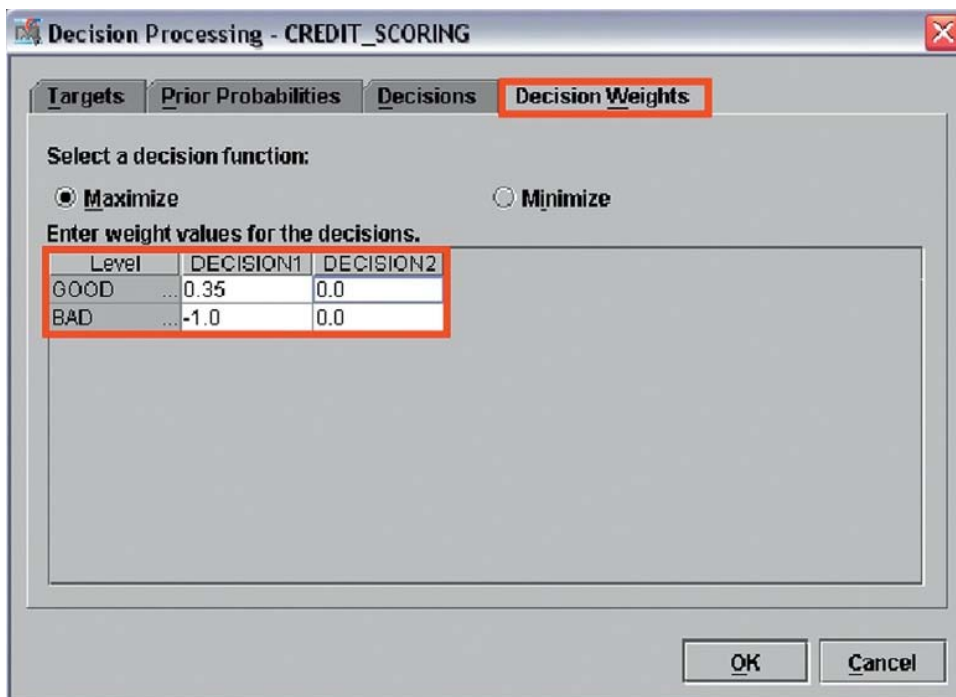 Decision Processing - CREDIT_SCORING
Targets Prior Probabilities Decisions Decision Weights
Select a decision function:
Maximize Minimize
Enter weight values for the decisions.
Level DECISION1 DECISION2
GOOD ... 0.35 0.0
BAD ... -1.0 0.0
OK Cancel